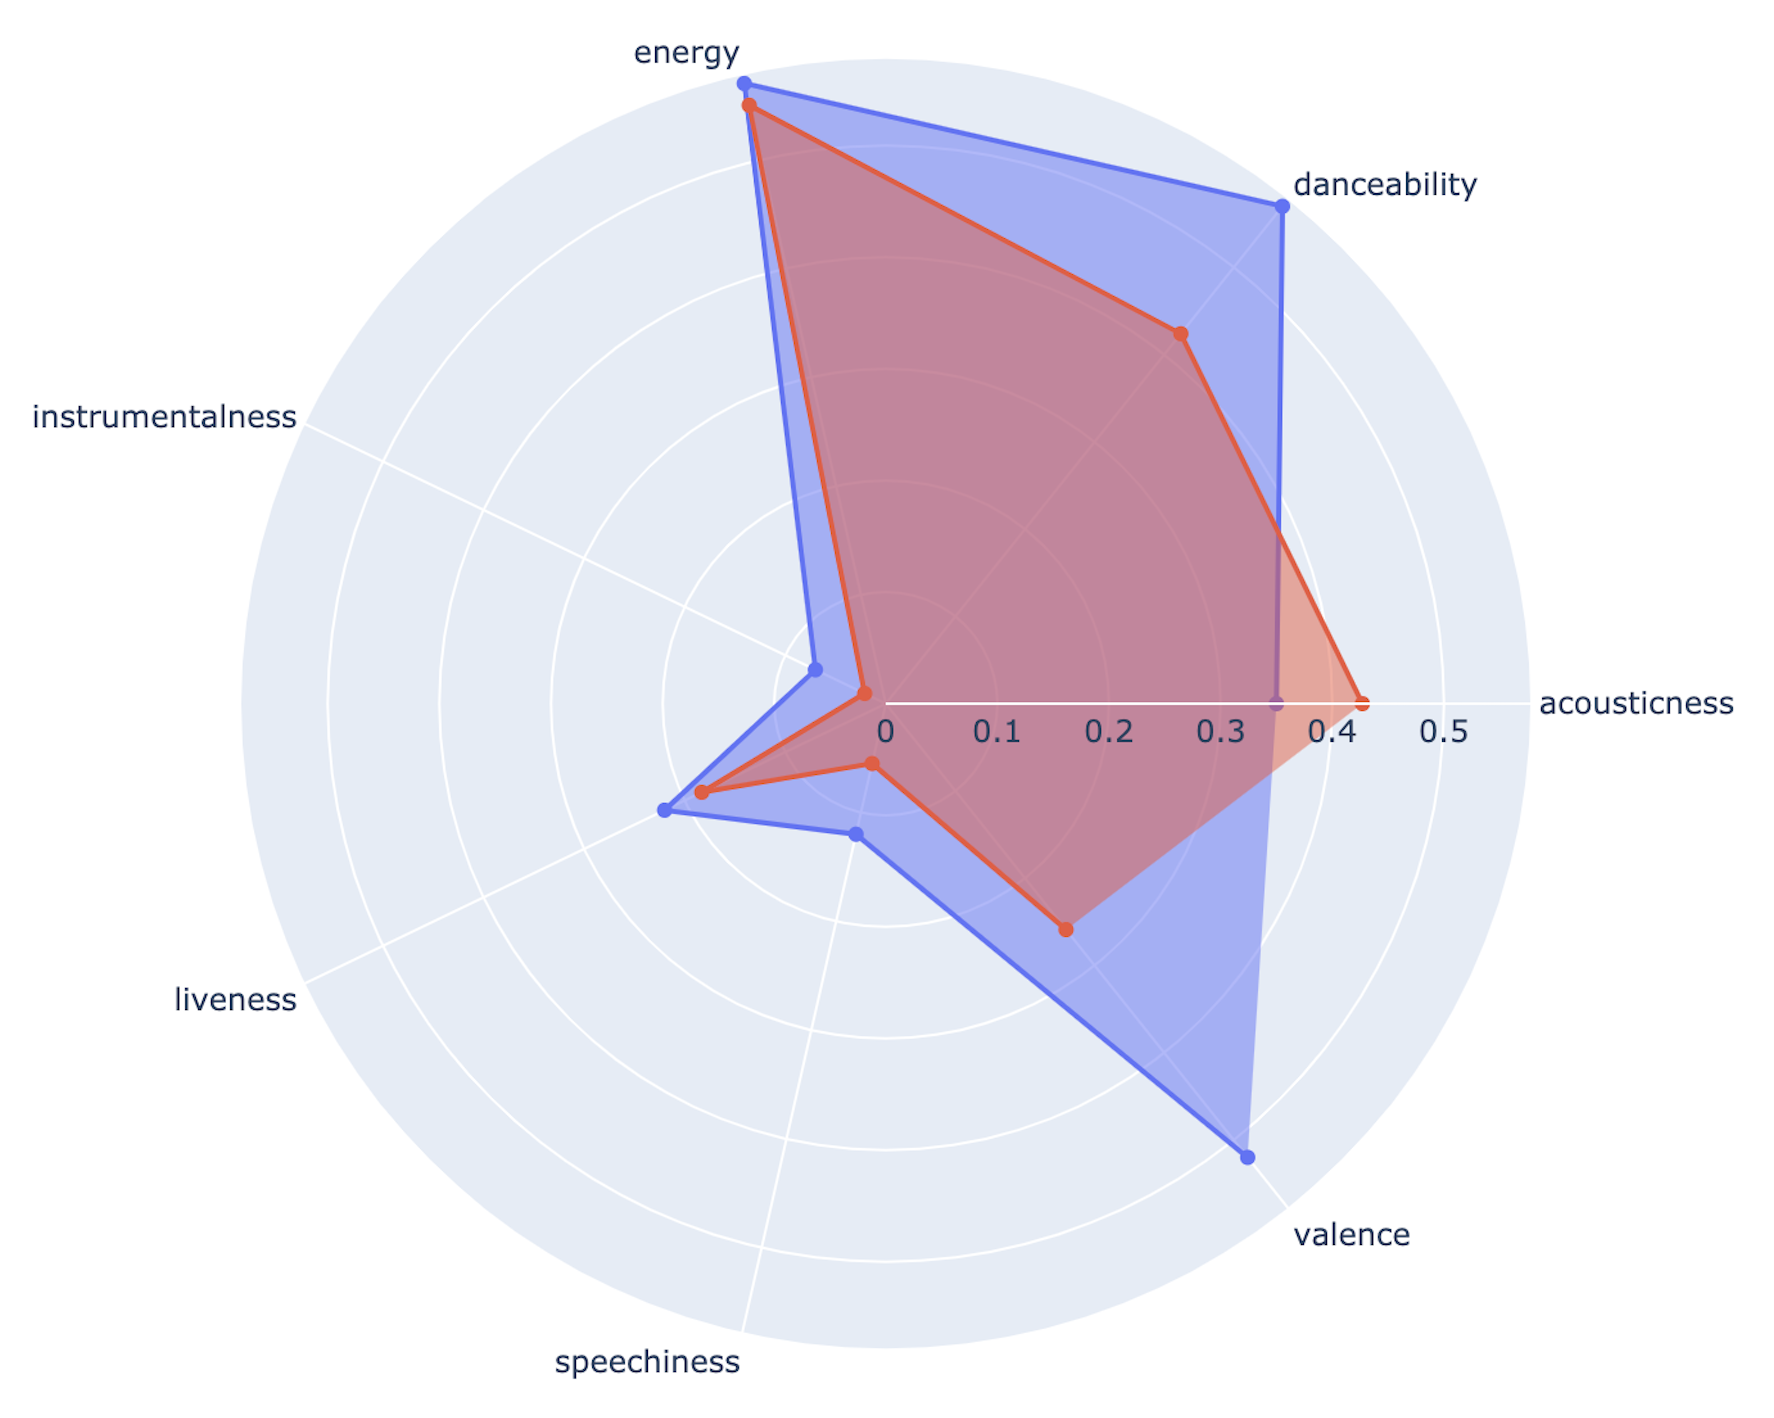 energy
danceability
instrumentalness
acousticness
0 0.1 0.2 0.3 0.4 0.5
liveness
valence
speechiness